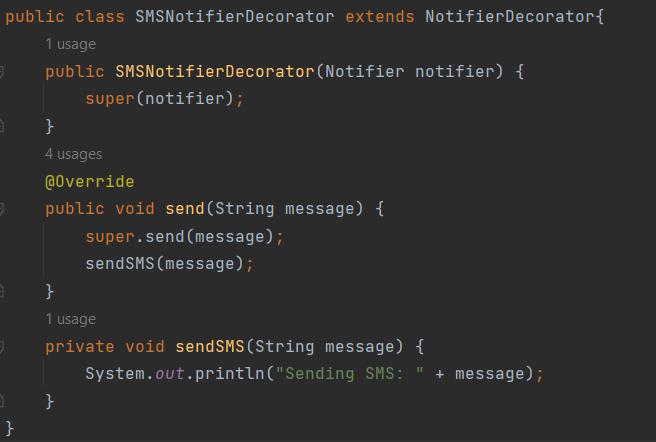 public class SMSNotifierDecorator extends NotifierDecorator{
1 usage
public SMSNotifierDecorator(Notifier notifier) {
super(notifier);
}
4 usages
@Override
public void send(String message) {
super.send(message);
sendSMS(message);
}
1 usage
private void sendSMS(String message) {
System.out.println("Sending SMS: " + message);
}
}